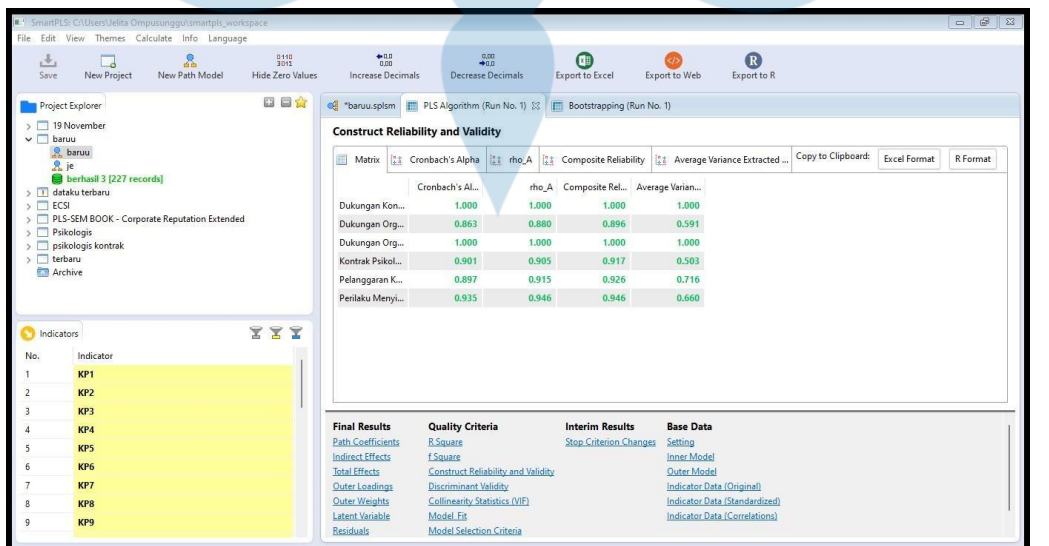 SmartPLS: C:\Users\Jelita Ompusunggu\smartpls_workspace
File Edit View Themes Calculate Info Language
Save New Project New Path Model Hide Zero Values Increase Decimals Decrease Decimals Export to Excel Export to Web Export to R
Project Explorer
19 November
baruu
baruu
je
berhasil 3 [227 records]
dataku terbaru
ECSI
PLS-SEM BOOK - Corporate Reputation Extended
Psikologis
psikologis kontrak
terbaru
Archive
Indicators
No. Indicator
1 KP1
2 KP2
3 KP3
4 KP4
5 KP5
6 KP6
7 KP7
8 KP8
9 KP9
*baruu.splsm PLS Algorithm (Run No. 1) Bootstrapping (Run No. 1)
Construct Reliability and Validity
Matrix Cronbach's Alpha rho_A Composite Reliability Average Variance Extracted ... Copy to Clipboard: Excel Format R Format
Cronbach's Al... rho_A Composite Rel... Average Varian...
Dukungan Kon... 1.000 1.000 1.000 1.000
Dukungan Org... 0.863 0.880 0.896 0.591
Dukungan Org... 1.000 1.000 1.000 1.000
Kontrak Psikol... 0.901 0.905 0.917 0.503
Pelanggaran K... 0.897 0.915 0.926 0.716
Perilaku Menyi... 0.935 0.946 0.946 0.660
Final Results Quality Criteria Interim Results Base Data
Path Coefficients R Square Stop Criterion Changes Setting
Indirect Effects f Square Inner Model
Total Effects Construct Reliability and Validity Outer Model
Outer Loadings Discriminant Validity Indicator Data (Original)
Outer Weights Collinearity Statistics (VIF) Indicator Data (Standardized)
Latent Variable Model_Fit Indicator Data (Correlations)
Residuals Model Selection Criteria